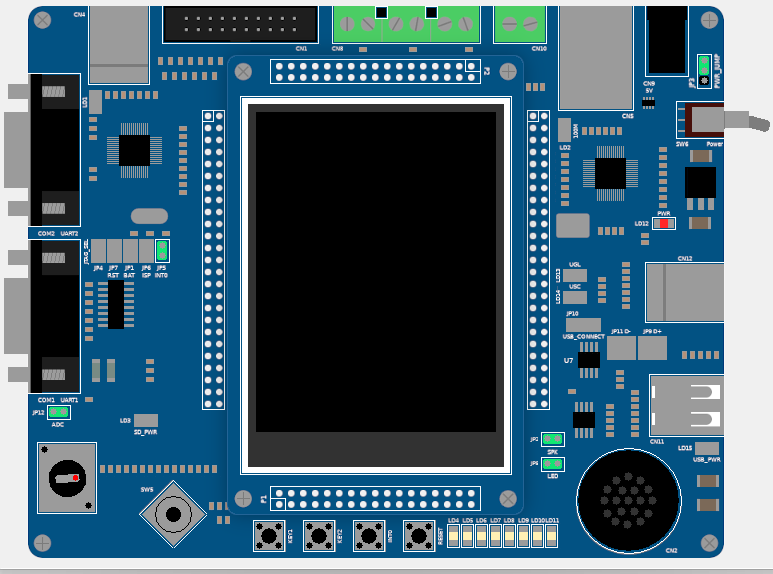 CN4
CN1
CN8
CN10
P2
CN9
5V
JP3
PWR_JUMP
LD1
CN5
100M
LD2
SW6 Power
PWR
LD12
COM2 UART2
JTAG_SEL
JP4 JP7 JP1 JP6 JP5
RST BAT ISP INT0
CN12
UGL
LD13
USC
LD14
JP10
USB_CONNECT
JP11 D- JP9 D+
U7
COM1 UART1
JP12
ADC
LD3
SD_PWR
JP2
SPK
CN11
LD15
USB_PWR
LED
SW5
P1
KEY1
KEY2
INT0
RESET
LD4 LD5 LD6 LD7 LD8 LD9 LD10 LD11
CN2